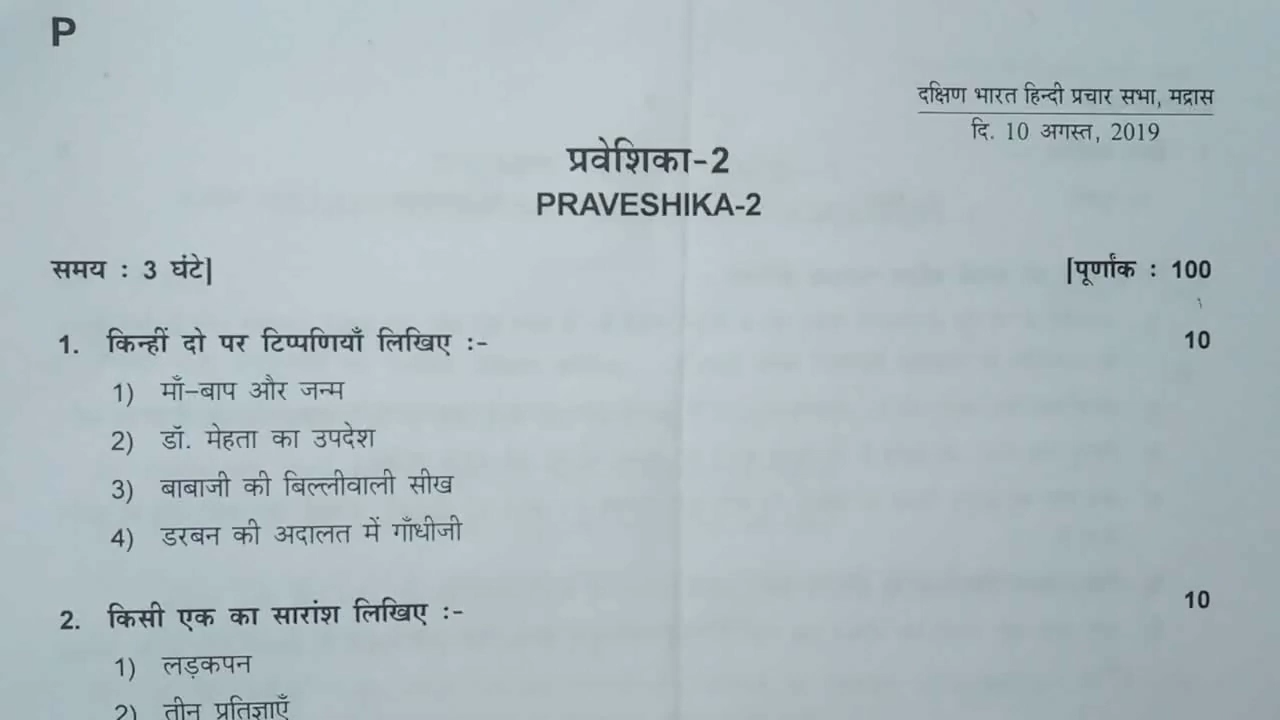 P
दक्षिण भारत हिन्दी प्रचार सभा, मद्रास
दि. 10 अगस्त, 2019
प्रवेशिका-2
PRAVESHIKA-2
समय : 3 घंटे] [पूर्णांक : 100
1. किन्हीं दो पर टिप्पणियाँ लिखिए :- 10
1) माँ-बाप और जन्म
2) डॉ. मेहता का उपदेश
3) बाबाजी की बिल्लीवाली सीख
4) डरबन की अदालत में गाँधीजी
2. किसी एक का सारांश लिखिए :- 10
1) लड़कपन
2) तीन प्रतिज्ञाएँ